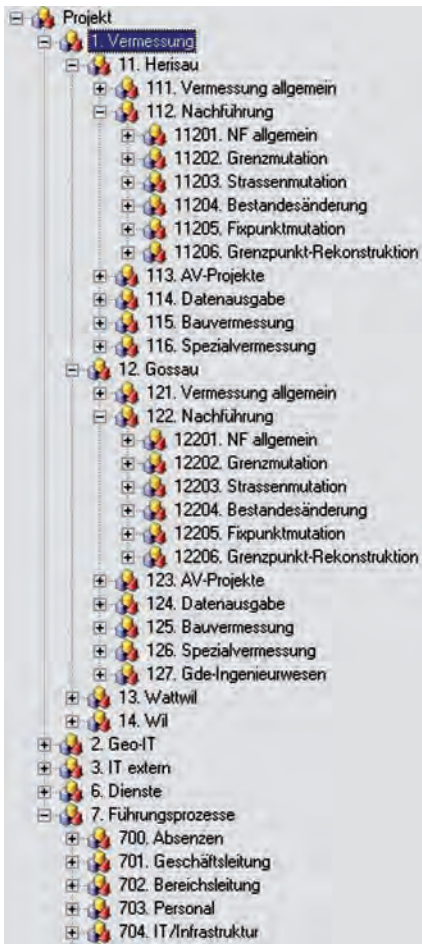 Projekt
1. Vermessung
11. Herisau
111. Vermessung allgemein
112. Nachführung
11201. NF allgemein
11202. Grenzmutation
11203. Strassenmutation
11204. Bestandesänderung
11205. Fixpunktmutation
11206. Grenzpunkt-Rekonstruktion
113. AV-Projekte
114. Datenausgabe
115. Bauvermessung
116. Spezialvermessung
12. Gossau
121. Vermessung allgemein
122. Nachführung
12201. NF allgemein
12202. Grenzmutation
12203. Strassenmutation
12204. Bestandesänderung
12205. Fixpunktmutation
12206. Grenzpunkt-Rekonstruktion
123. AV-Projekte
124. Datenausgabe
125. Bauvermessung
126. Spezialvermessung
127. Gde-Ingenieurwesen
13. Wattwil
14. Wil
2. Geo-IT
3. IT extern
6. Dienste
7. Führungsprozesse
700. Absenzen
701. Geschäftsleitung
702. Bereichsleitung
703. Personal
704. IT/Infrastruktur